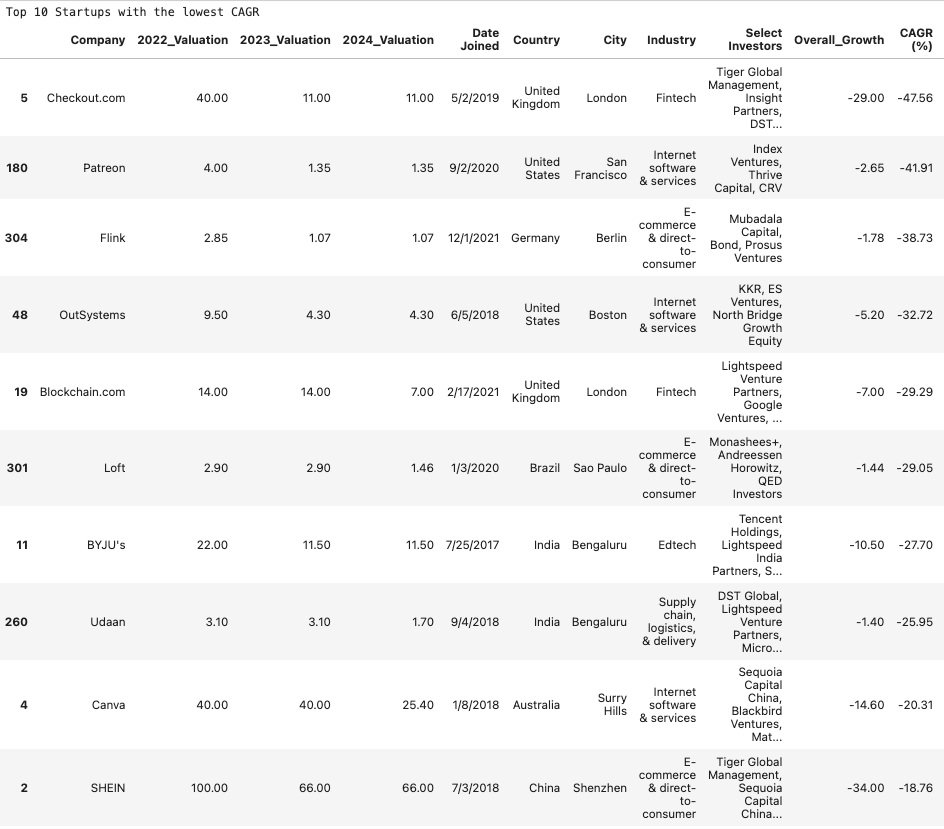 Top 10 Startups with the lowest CAGR
Company 2022_Valuation 2023_Valuation 2024_Valuation Date Joined Country City Industry Select Investors Overall_Growth CAGR (%)
5 Checkout.com 40.00 11.00 11.00 5/2/2019 United Kingdom London Fintech Tiger Global Management, Insight Partners, DST... -29.00 -47.56
180 Patreon 4.00 1.35 1.35 9/2/2020 United States San Francisco Internet software & services Index Ventures, Thrive Capital, CRV -2.65 -41.91
304 Flink 2.85 1.07 1.07 12/1/2021 Germany Berlin E-commerce & direct-to-consumer Mubadala Capital, Bond, Prosus Ventures -1.78 -38.73
48 OutSystems 9.50 4.30 4.30 6/5/2018 United States Boston Internet software & services KKR, ES Ventures, North Bridge Growth Equity -5.20 -32.72
19 Blockchain.com 14.00 14.00 7.00 2/17/2021 United Kingdom London Fintech Lightspeed Venture Partners, Google Ventures, ... -7.00 -29.29
301 Loft 2.90 2.90 1.46 1/3/2020 Brazil Sao Paulo E-commerce & direct-to-consumer Monashees+, Andreessen Horowitz, QED Investors -1.44 -29.05
11 BYJU's 22.00 11.50 11.50 7/25/2017 India Bengaluru Edtech Tencent Holdings, Lightspeed India Partners, S... -10.50 -27.70
260 Udaan 3.10 3.10 1.70 9/4/2018 India Bengaluru Supply chain, logistics, & delivery DST Global, Lightspeed Venture Partners, Micro... -1.40 -25.95
4 Canva 40.00 40.00 25.40 1/8/2018 Australia Surry Hills Internet software & services Sequoia Capital China, Blackbird Ventures, Mat... -14.60 -20.31
2 SHEIN 100.00 66.00 66.00 7/3/2018 China Shenzhen E-commerce & direct-to-consumer Tiger Global Management, Sequoia Capital China... -34.00 -18.76